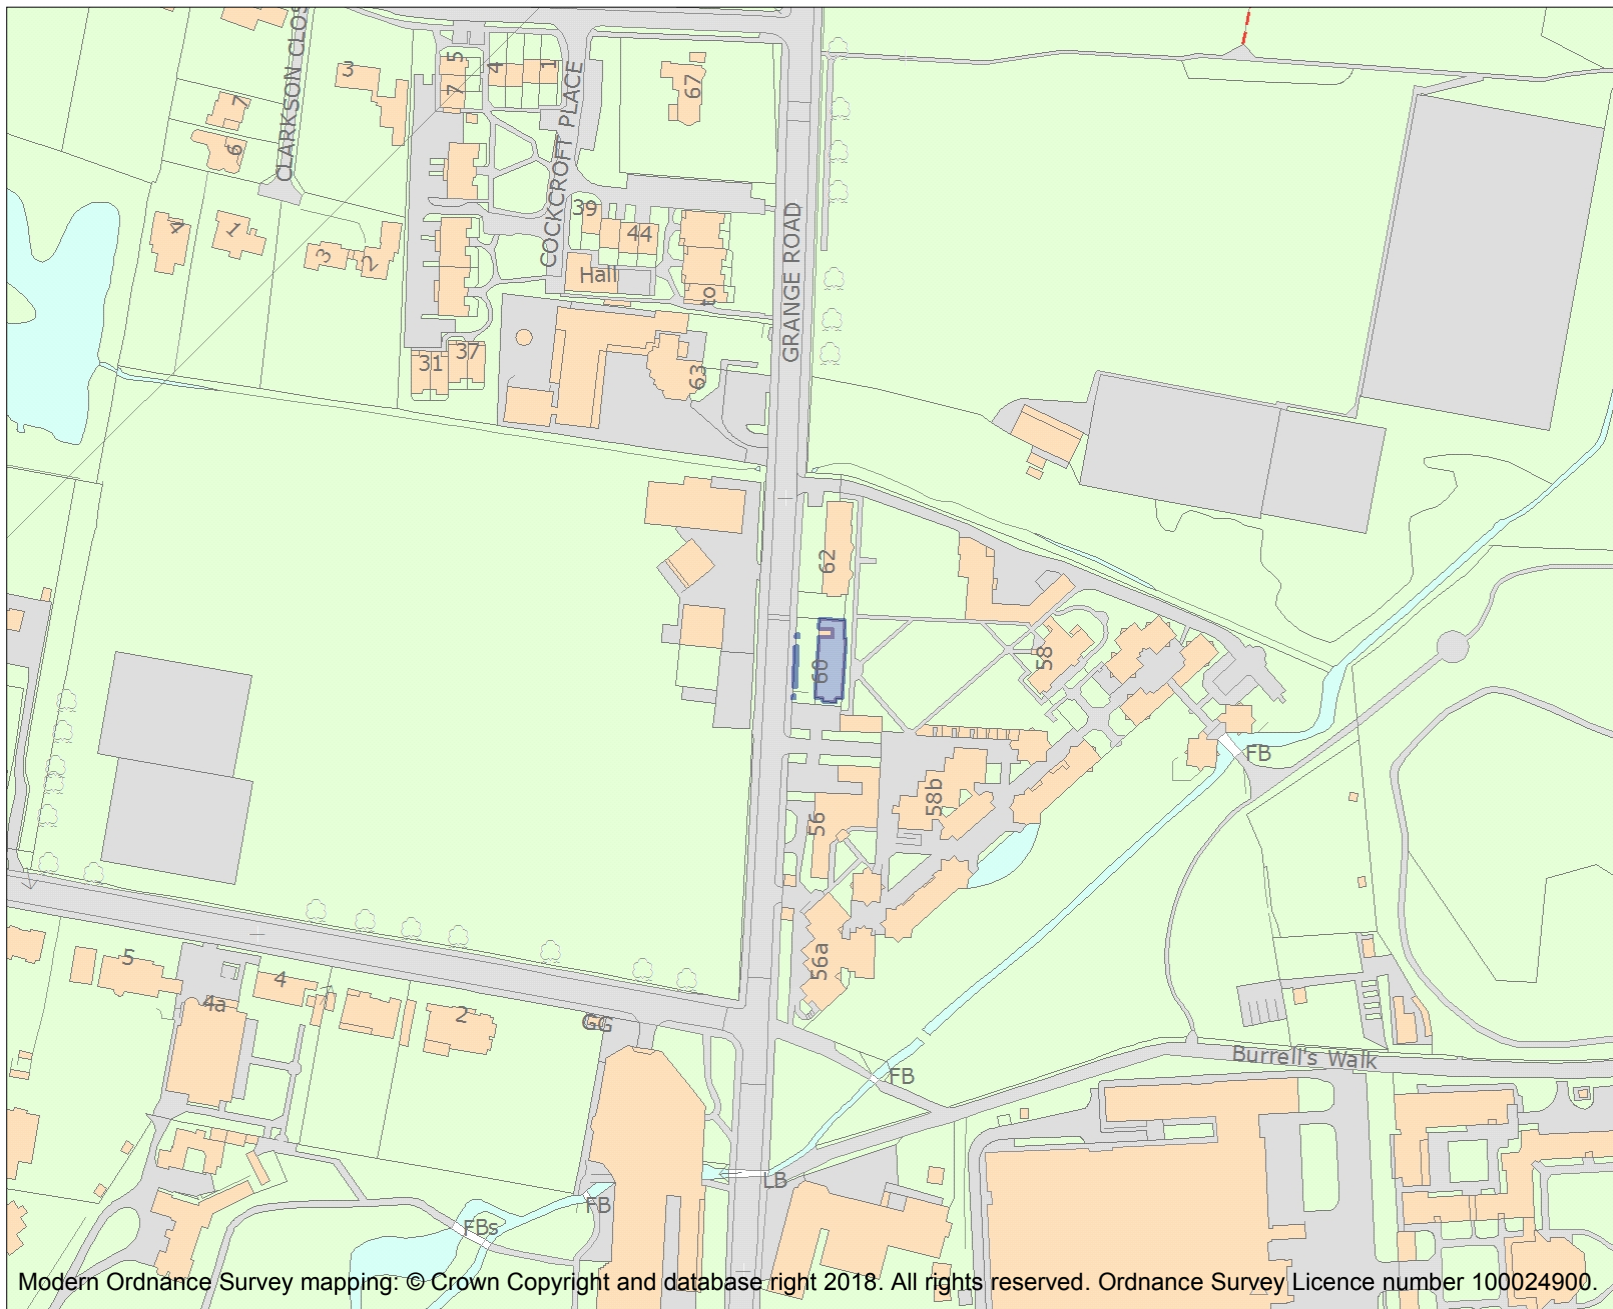 CLARKSON CLOS
3
5
7
4
1
67
7
6
COCKCROFT PLACE
39
44
GRANGE ROAD
4
1
3
2
Hall
to
31
37
63
62
60
58
FB
58b
56
56a
5
4
4a
2
GG
FB
Burrell's Walk
LB
FB
FBs
Modern Ordnance Survey mapping: © Crown Copyright and database right 2018. All rights reserved. Ordnance Survey Licence number 100024900.